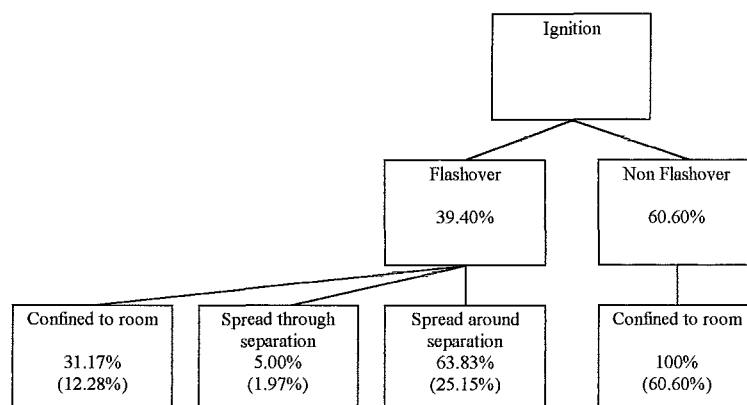 Ignition
Flashover
39.40%
Non Flashover
60.60%
Confined to room
31.17%
(12.28%)
Spread through
separation
5.00%
(1.97%)
Spread around
separation
63.83%
(25.15%)
Confined to room
100%
(60.60%)